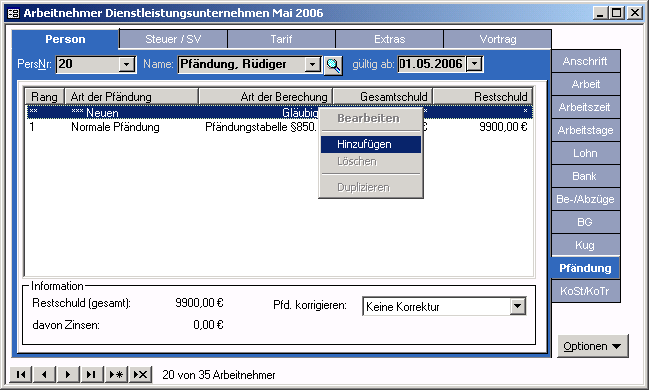 Arbeitnehmer Dienstleistungsunternehmen Mai 2006
Person Steuer / SV Tarif Extras Vortrag
PersNr: 20 Name: Pfändung, Rüdiger gültig ab: 01.05.2006
Anschrift
Arbeit
Arbeitszeit
Arbeitstage
Lohn
Bank
Be-/Abzüge
BG
Kug
Pfändung
KoSt/KoTr
Rang Art der Pfändung Art der Berechung Gesamtschuld Restschuld
** *** Neuen Gläubig * *
1 Normale Pfändung Pfändungstabelle §850. € 9900,00 €
Bearbeiten
Hinzufügen
Löschen
Duplizieren
Information
Restschuld (gesamt): 9900,00 € Pfd. korrigieren: Keine Korrektur
davon Zinsen: 0,00 €
Optionen
20 von 35 Arbeitnehmer